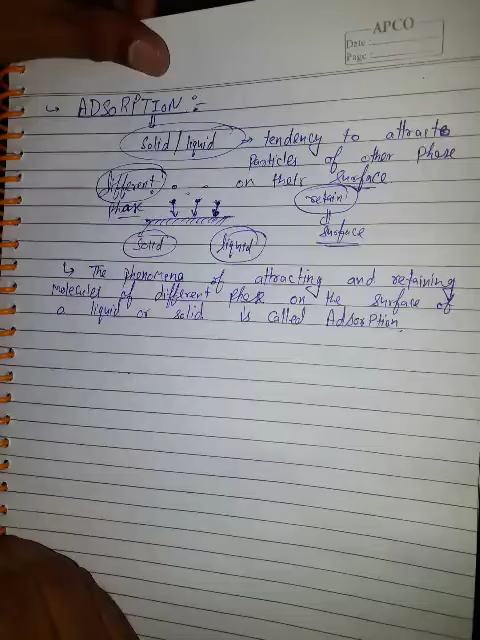 APCO
Date :
Page :
↳ ADSORPTION :-
Solid / liquid → tendency to attracts
Particles of other Phase
different on their Surface
phase retain
Surface
Solid liquid
↳ The phenomena of attracting and retaining
molecules of different Phase on the surface of
a liquid or solid is called Adsorption.